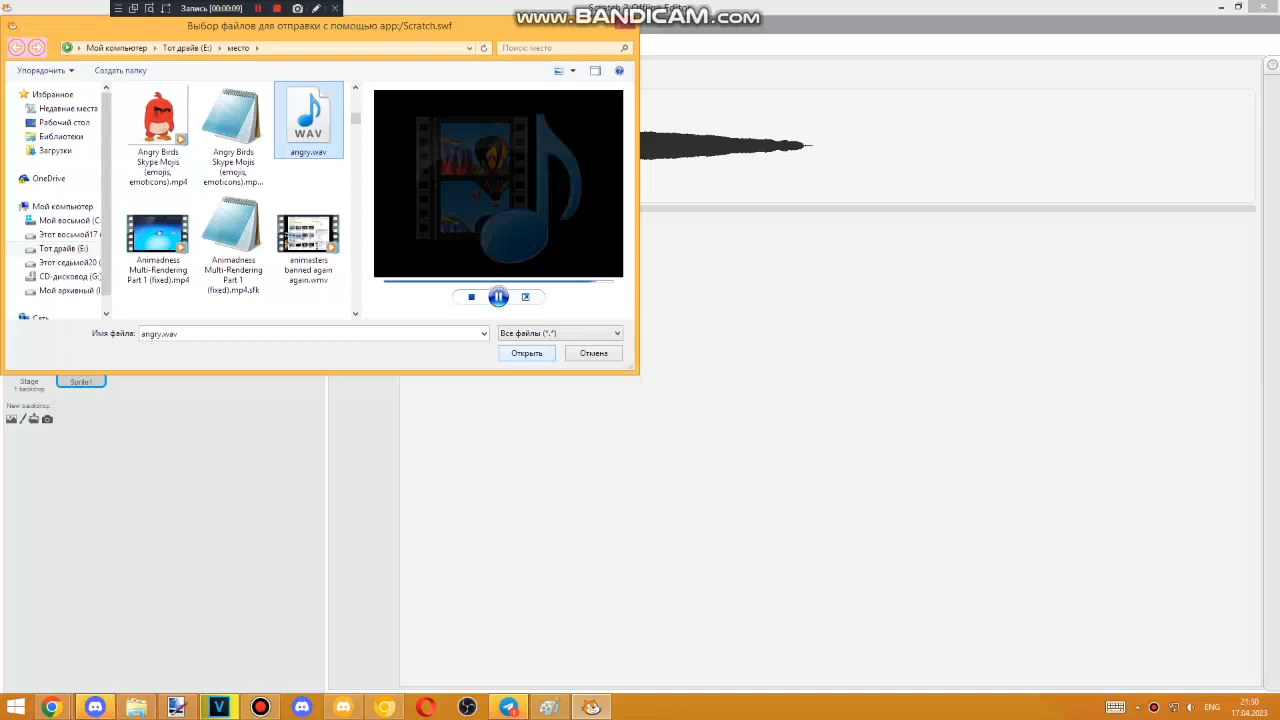 Запись [00:00:09]
Scratch 2 Offline Editor
www.BANDICAM.com
Выбор файлов для отправки с помощью app:/Scratch.swf
Мой компьютер
Тот драйв (E:)
место
Поиск: место
Упорядочить
Создать папку
Избранное
Недавние места
Рабочий стол
Библиотеки
Загрузки
OneDrive
Мой компьютер
Мой восьмой (C
Этот восьмой17 (
Тот драйв (E:)
Этот седьмой20 (
CD-дисковод (G:
Мой архивный (
Сеть
Angry Birds
Skype Mojis
(emojis,
emoticons).mp4
Angry Birds
Skype Mojis
(emojis,
emoticons).mp...
WAV
angry.wav
Animadness
Multi-Rendering
Part 1
(fixed).mp4
Animadness
Multi-Rendering
Part 1
(fixed).mp4.sfk
animasters
banned again
again.wmv
Имя файла:
angry.wav
Все файлы (*.*)
Открыть
Отмена
Stage
1 backdrop
Sprite1
New backdrop:
ENG
21:50
17.04.2023